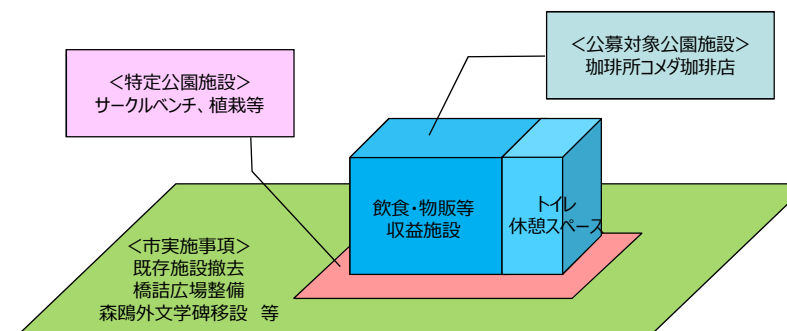 ＜公募対象公園施設＞
珈琲所コメダ珈琲店
＜特定公園施設＞
サークルベンチ、植栽等
飲食・物販等
収益施設
トイレ
休憩スペース
＜市実施事項＞
既存施設撤去
橋詰広場整備
森鴎外文学碑移設　等